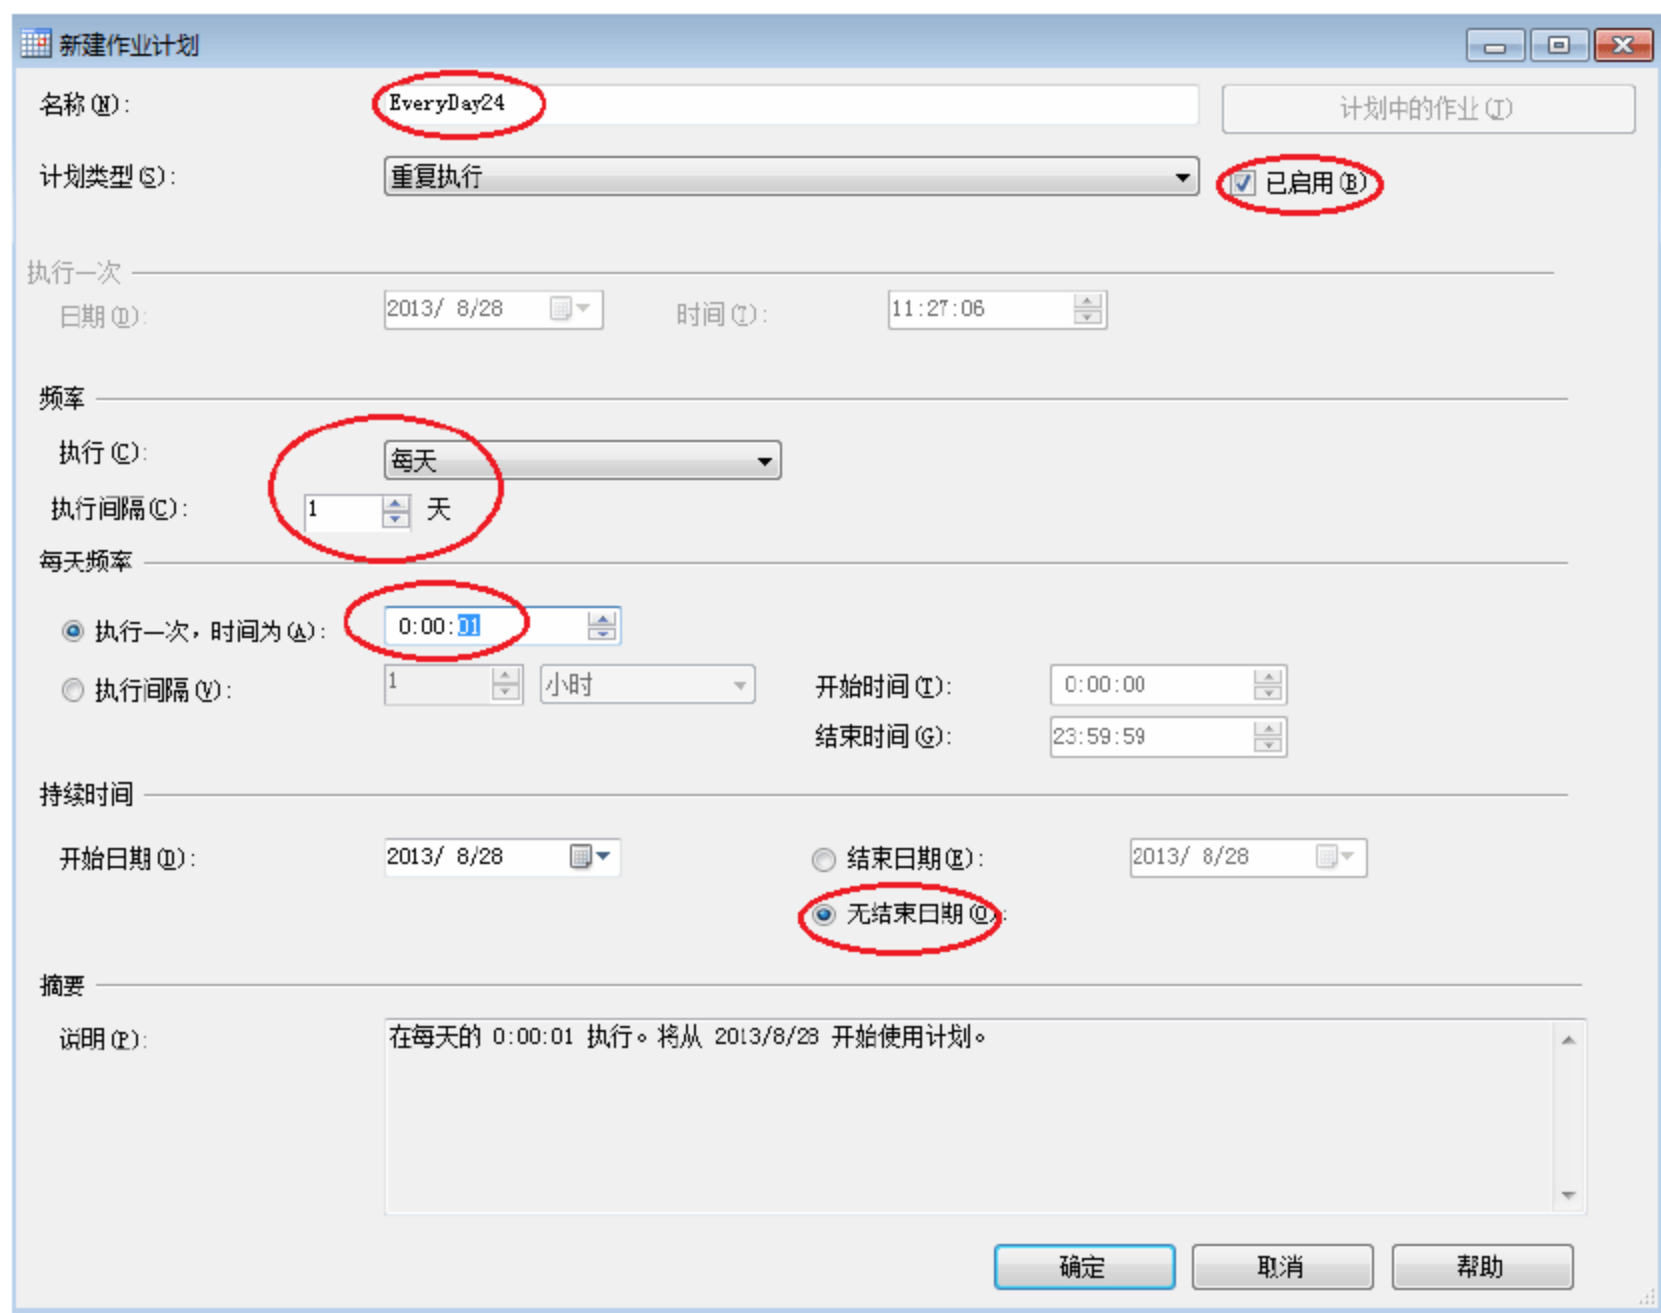 新建作业计划
名称(N):
EveryDay24
计划中的作业(J)
计划类型(S):
重复执行
已启用(B)
执行一次
日期(D):
2013/ 8/28
时间(T):
11:27:06
频率
执行(C):
每天
执行间隔(C):
1
天
每天频率
执行一次，时间为(A):
0:00:01
执行间隔(V):
1
小时
开始时间(I):
0:00:00
结束时间(G):
23:59:59
持续时间
开始日期(D):
2013/ 8/28
结束日期(E):
2013/ 8/28
无结束日期(O):
摘要
说明(P):
在每天的 0:00:01 执行。将从 2013/8/28 开始使用计划。
确定
取消
帮助